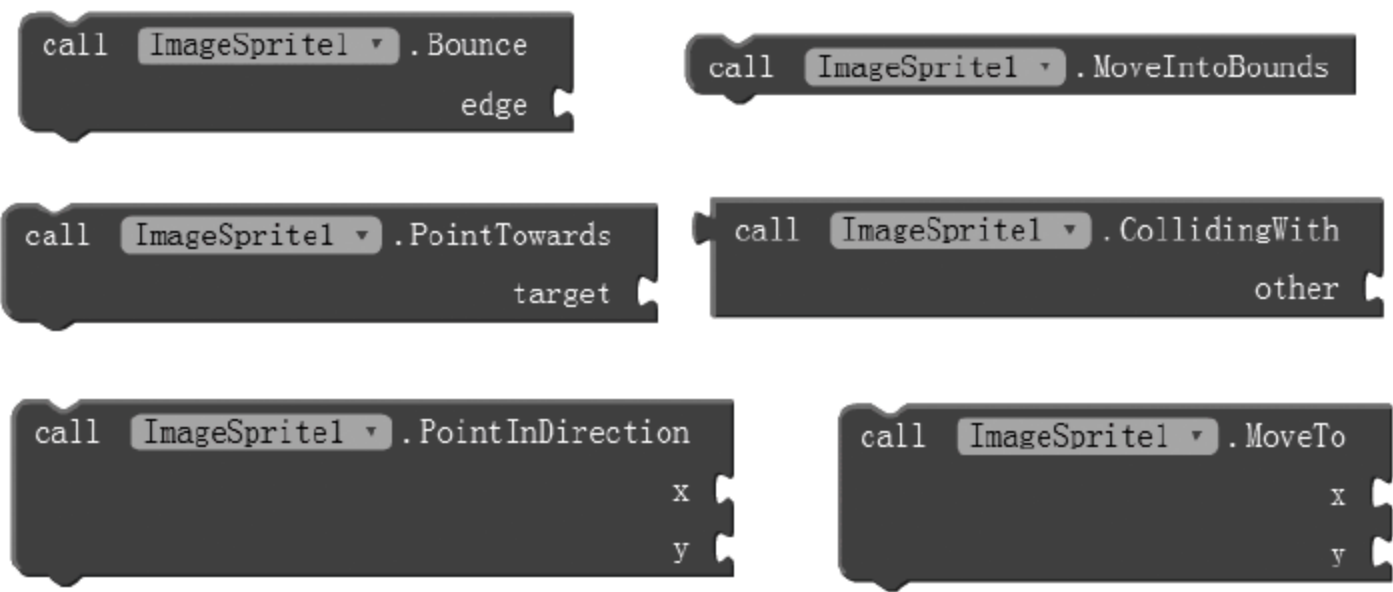 call ImageSprite1 ▾ .Bounce
edge
call ImageSprite1 ▾ .MoveIntoBounds
call ImageSprite1 ▾ .PointTowards
target
call ImageSprite1 ▾ .CollidingWith
other
call ImageSprite1 ▾ .PointInDirection
x
y
call ImageSprite1 ▾ .MoveTo
x
y